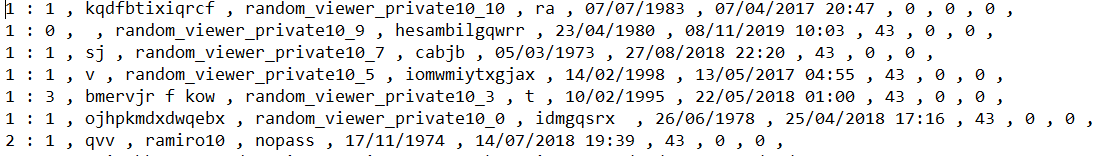 1 : 1 , kqdfbtixiqrcf , random_viewer_private10_10 , ra , 07/07/1983 , 07/04/2017 20:47 , 0 , 0 , 0 ,
1 : 0 ,  , random_viewer_private10_9 , hesambilgqwrr , 23/04/1980 , 08/11/2019 10:03 , 43 , 0 , 0 ,
1 : 1 , sj , random_viewer_private10_7 , cabjb , 05/03/1973 , 27/08/2018 22:20 , 43 , 0 , 0 ,
1 : 1 , v , random_viewer_private10_5 , iomwmiytxgjax , 14/02/1998 , 13/05/2017 04:55 , 43 , 0 , 0 ,
1 : 3 , bmervjr f kow , random_viewer_private10_3 , t , 10/02/1995 , 22/05/2018 01:00 , 43 , 0 , 0 ,
1 : 1 , ojhpkmdxdwqebx , random_viewer_private10_0 , idmgqsrx  , 26/06/1978 , 25/04/2018 17:16 , 43 , 0 , 0 ,
2 : 1 , qvv , ramiro10 , nopass , 17/11/1974 , 14/07/2018 19:39 , 43 , 0 , 0 ,